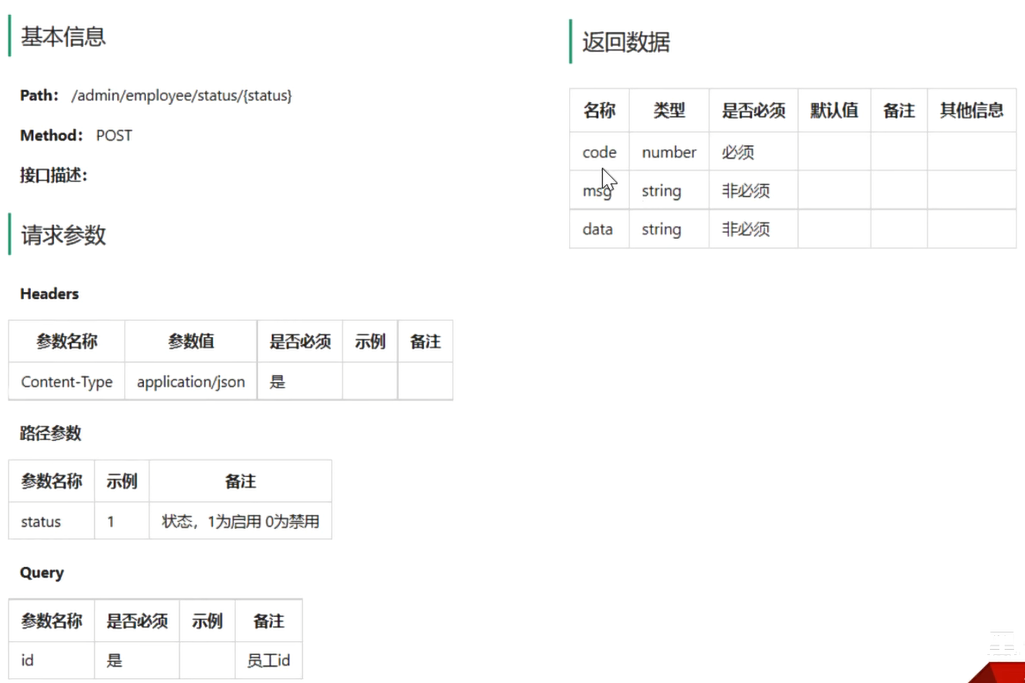 基本信息
Path： /admin/employee/status/{status}
Method： POST
接口描述：
请求参数
Headers
参数名称 参数值 是否必须 示例 备注
Content-Type application/json 是
路径参数
参数名称 示例 备注
status 1 状态，1为启用 0为禁用
Query
参数名称 是否必须 示例 备注
id 是 员工id
返回数据
名称 类型 是否必须 默认值 备注 其他信息
code number 必须
msg string 非必须
data string 非必须